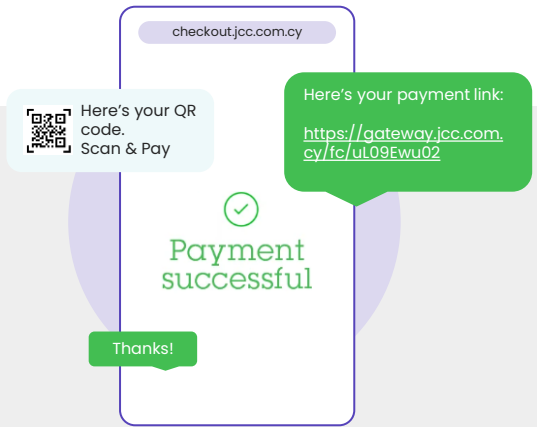 checkout.jcc.com.cy
Here's your payment link:
https://gateway.jcc.com.
cy/fc/uL09Ewu02
Here's your QR
code.
Scan & Pay
Payment
successful
Thanks!